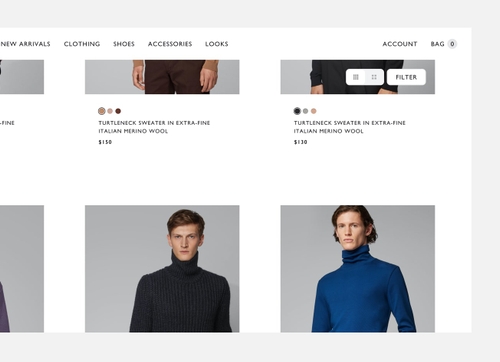 NEW ARRIVALS CLOTHING SHOES ACCESSORIES LOOKS ACCOUNT BAG 0
FILTER
-FINE
TURTLENECK SWEATER IN EXTRA-FINE
ITALIAN MERINO WOOL
$150
TURTLENECK SWEATER IN EXTRA-FINE
ITALIAN MERINO WOOL
$130